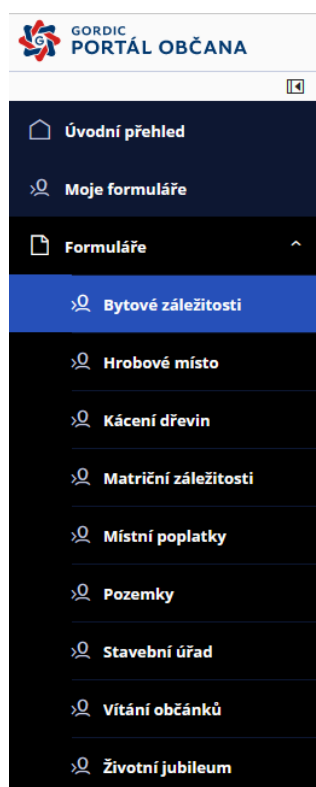 GORDIC
PORTÁL OBČANA
Úvodní přehled
Moje formuláře
Formuláře
Bytové záležitosti
Hrobové místo
Kácení dřevin
Matriční záležitosti
Místní poplatky
Pozemky
Stavební úřad
Vítání občánků
Životní jubileum